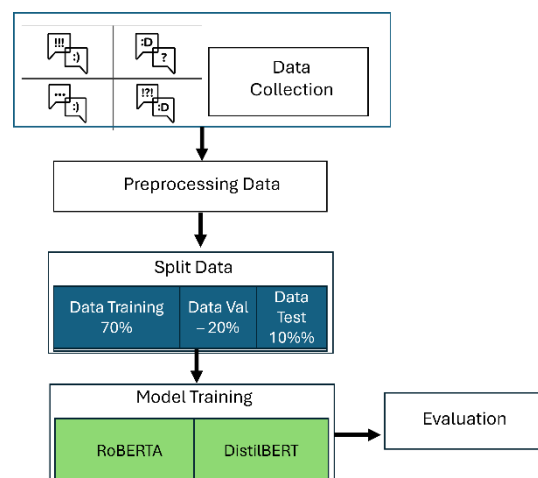 !!!
:)
:D
?
...
:)
!?!
:D
Data
Collection
Preprocessing Data
Split Data
Data Training
70%
Data Val
– 20%
Data
Test
10%%
Model Training
RoBERTA
DistilBERT
Evaluation